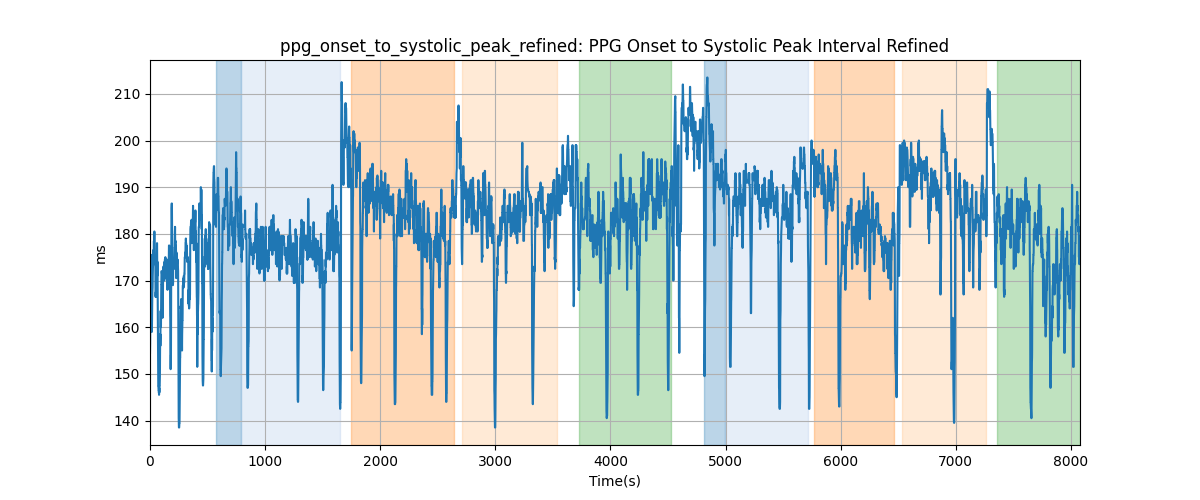 ppg_onset_to_systolic_peak_refined: PPG Onset to Systolic Peak Interval Refined
210
200
190
180
170
160
150
140
ms
0 1000 2000 3000 4000 5000 6000 7000 8000
Time(s)